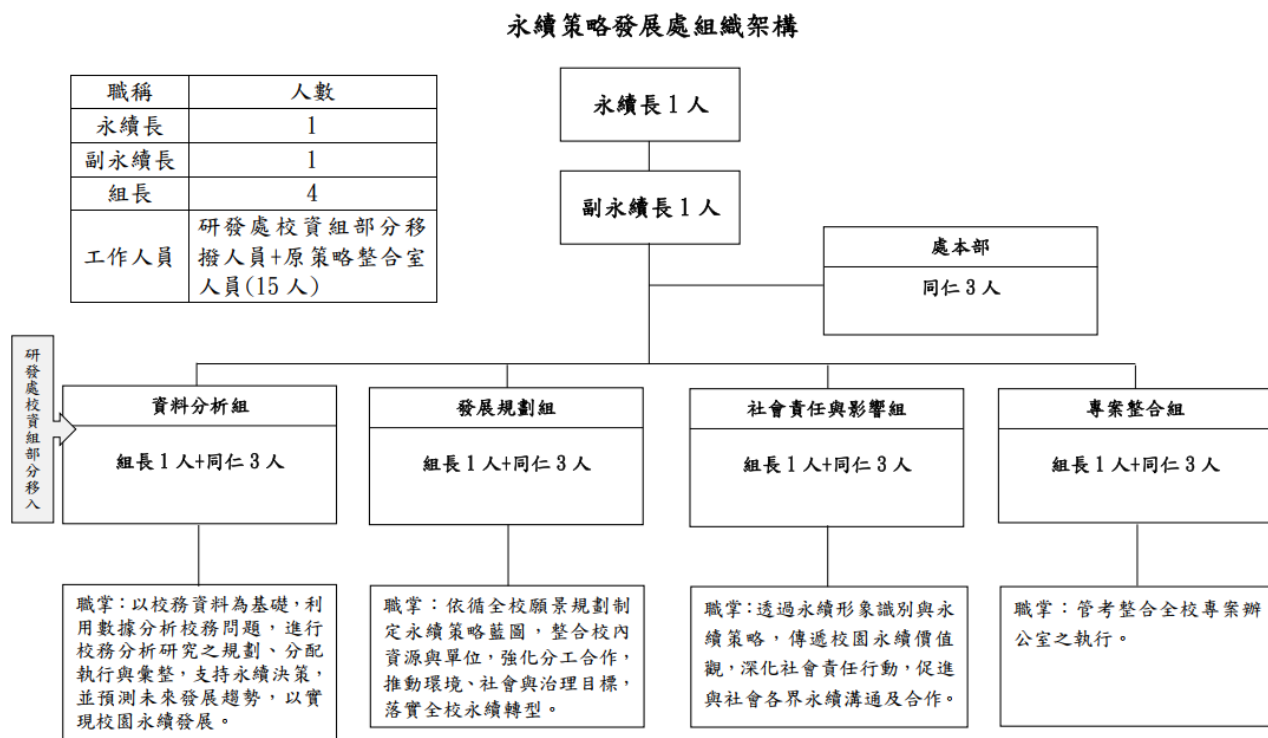 永續策略發展處組織架構
職稱 人數
永續長 1
副永續長 1
組長 4
工作人員
研發處校資組部分移
撥人員+原策略整合室
人員(15 人)
永續長 1 人
副永續長 1 人
處本部
同仁 3 人
研發處校資組部分移入
資料分析組
組長 1 人+同仁 3 人
職掌：以校務資料為基礎，利
用數據分析校務問題，進行
校務分析研究之規劃、分配
執行與彙整，支持永續決策，
並預測未來發展趨勢，以實
現校園永續發展。
發展規劃組
組長 1 人+同仁 3 人
職掌：依循全校願景規劃制
定永續策略藍圖，整合校內
資源與單位，強化分工合作，
推動環境、社會與治理目標，
落實全校永續轉型。
社會責任與影響組
組長 1 人+同仁 3 人
職掌：透過永續形象識別與永
續策略，傳遞校園永續價值
觀，深化社會責任行動，促進
與社會各界永續溝通及合作。
專案整合組
組長 1 人+同仁 3 人
職掌：管考整合全校專案辦
公室之執行。